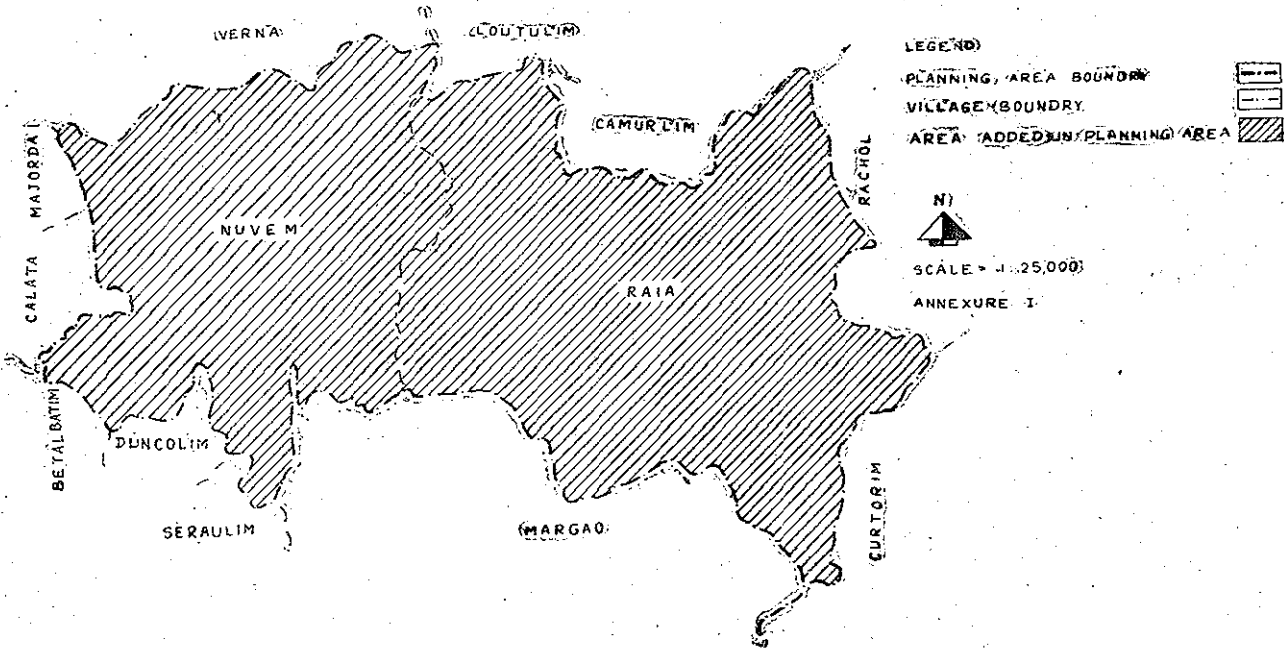 VERNA
LOUTULIM
CAMURLIM
MAJORDA
CALATA
NUVEM
RAIA
RACHOL
BETALBATIM
DUNCOLIM
SERAULIM
MARGAO
CURTORIM
LEGEND
PLANNING AREA BOUNDRY
VILLAGE BOUNDRY.
AREA ADDED IN PLANNING AREA
N
SCALE = 1:25,000
ANNEXURE I